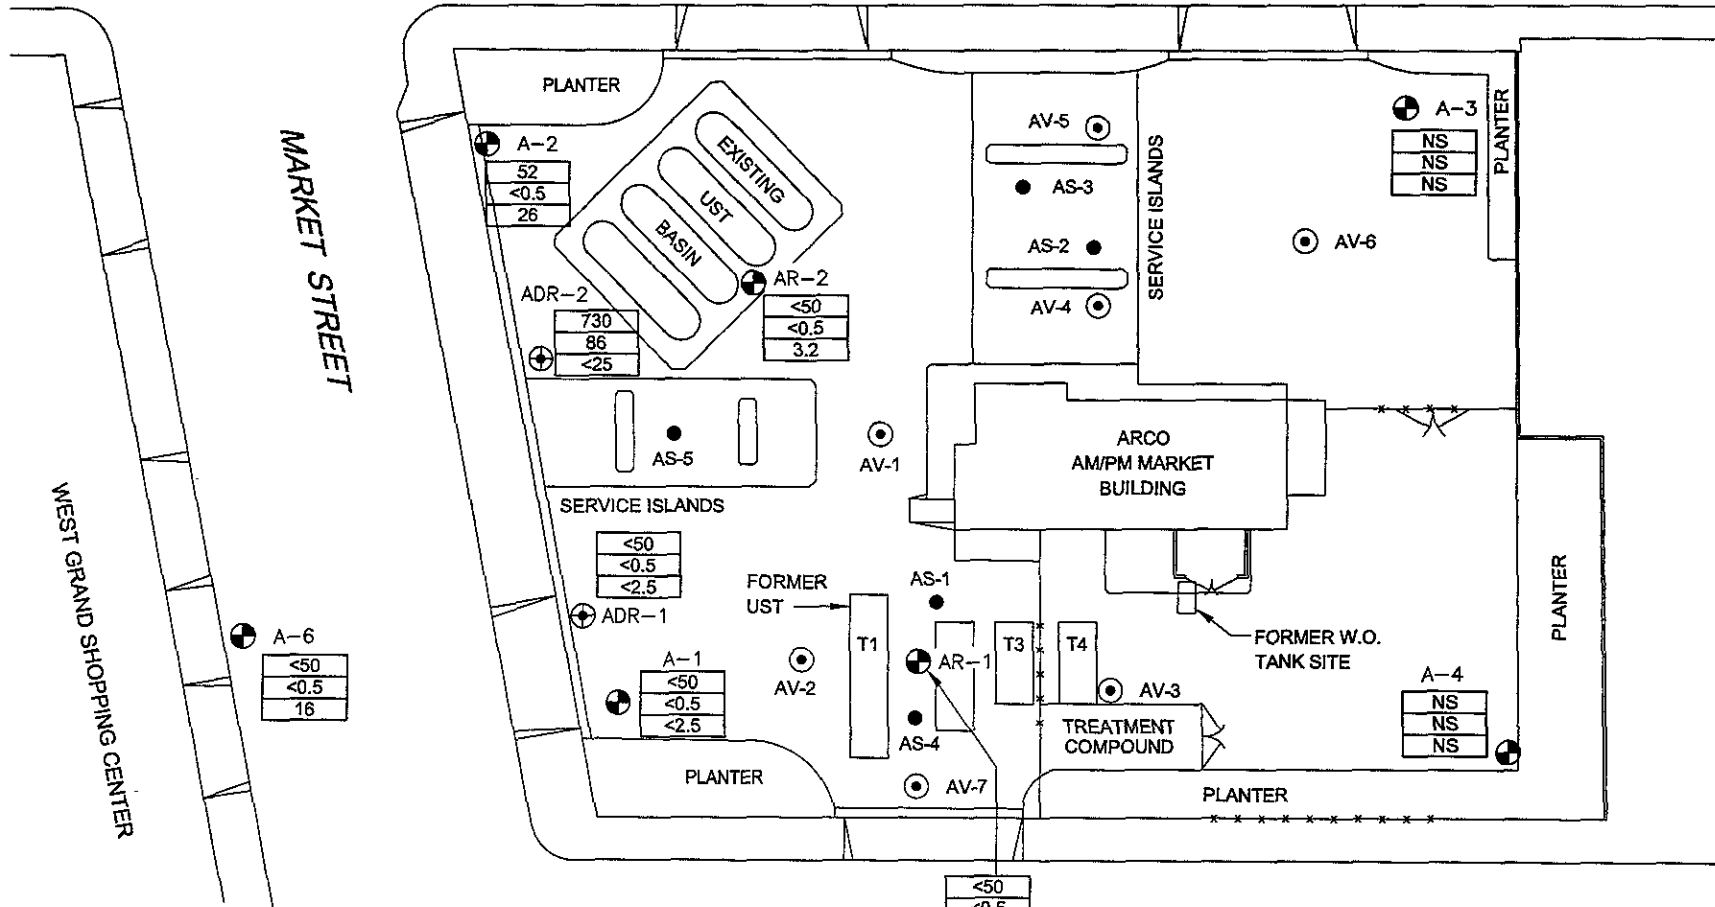 PLANTER
A-2
52
<0.5
26
MARKET STREET
EXISTING
UST
BASIN
AR-2
<50
<0.5
3.2
ADR-2
730
86
<25
AV-5
AS-3
AS-2
AV-4
SERVICE ISLANDS
A-3
NS
NS
NS
PLANTER
AV-6
AS-5
SERVICE ISLANDS
AV-1
ARCO
AM/PM MARKET
BUILDING
WEST GRAND SHOPPING CENTER
A-6
<50
<0.5
16
<50
<0.5
<2.5
ADR-1
A-1
<50
<0.5
<2.5
FORMER
UST
AV-2
T1
AS-1
AR-1
AS-4
T3
T4
AV-3
TREATMENT
COMPOUND
FORMER W.O.
TANK SITE
A-4
NS
NS
NS
PLANTER
PLANTER
AV-7
PLANTER
<50
<0.5